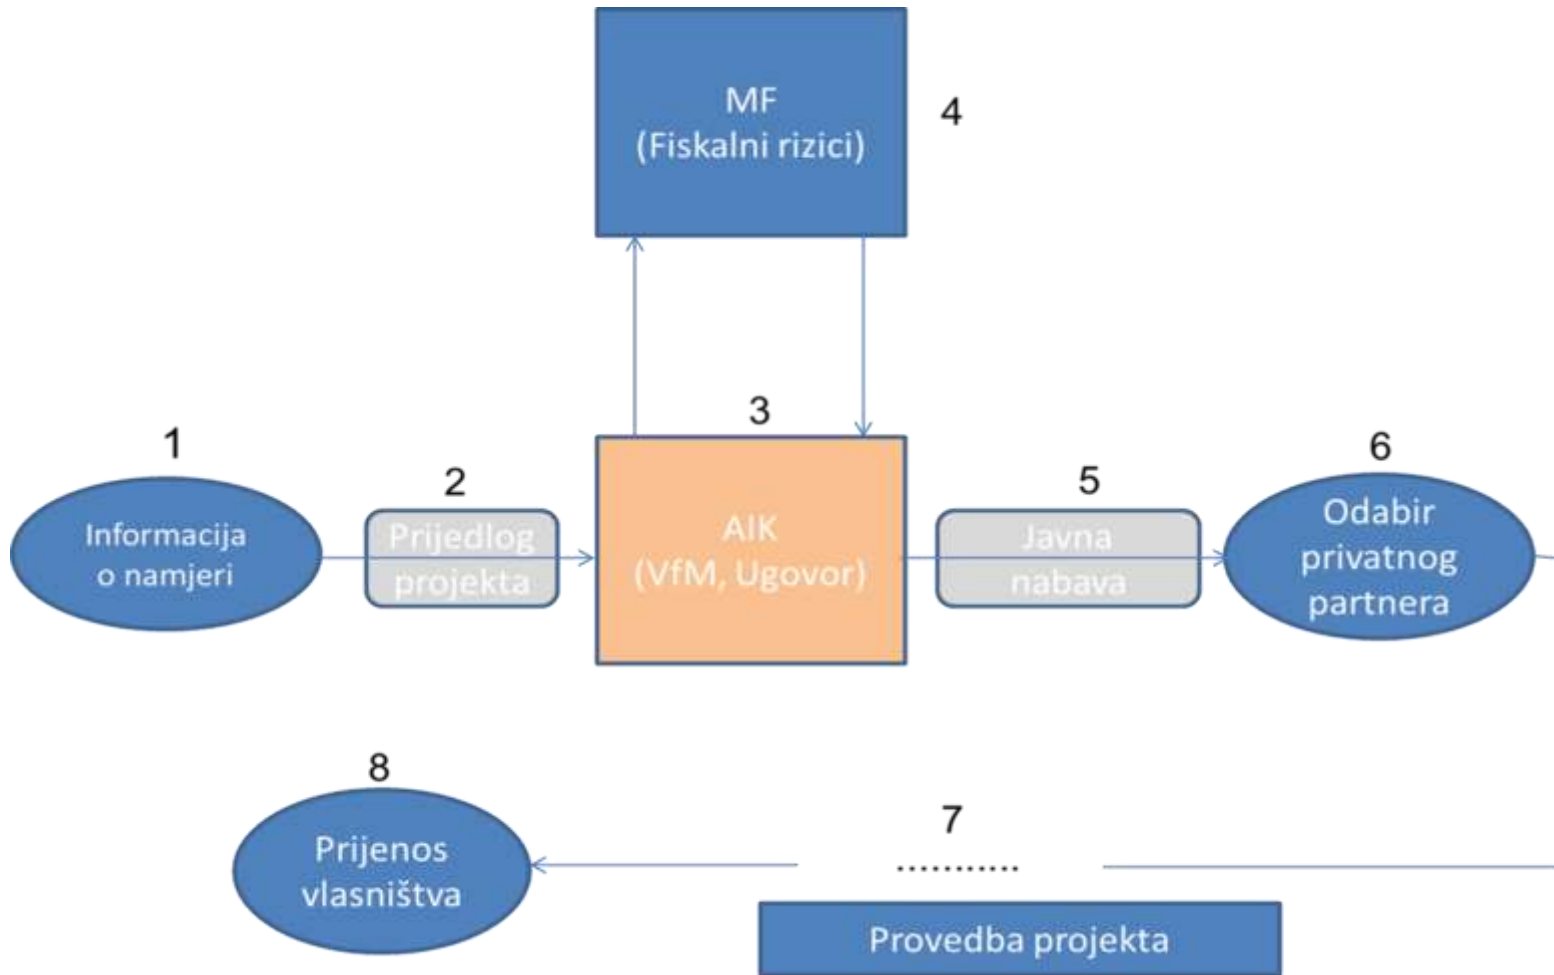 MF
(Fiskalni rizici)
4
3
1
2
5
6
Informacija
o namjeri
Prijedlog
projekta
AIK
(VfM, Ugovor)
Javna
nabava
Odabir
privatnog
partnera
8
Prijenos
vlasništva
7
...........
Provedba projekta